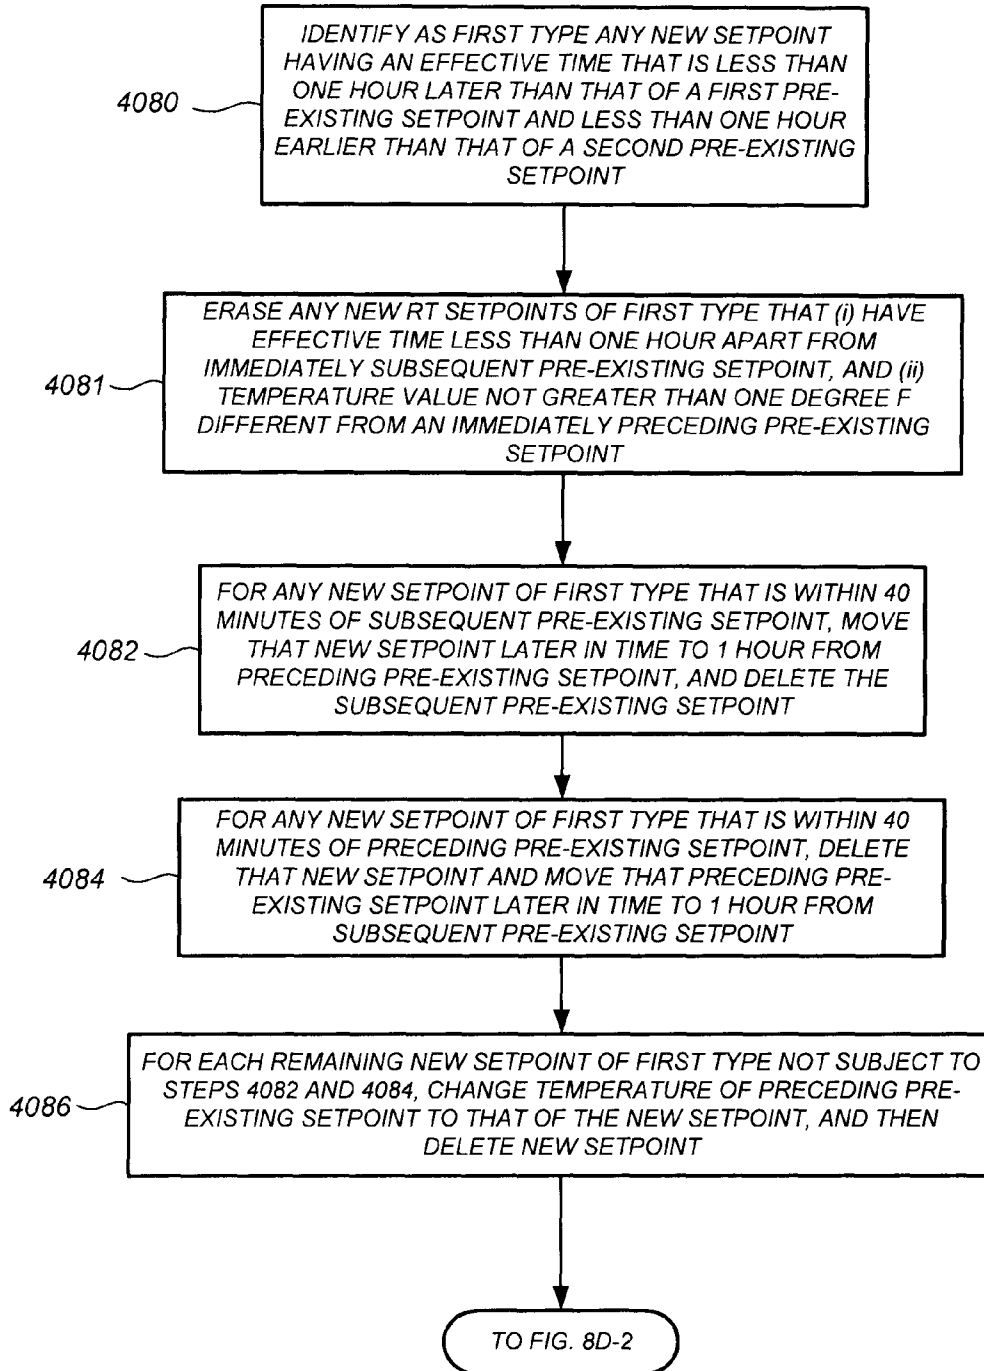 IDENTIFY AS FIRST TYPE ANY NEW SETPOINT
HAVING AN EFFECTIVE TIME THAT IS LESS THAN
ONE HOUR LATER THAN THAT OF A FIRST PRE-
EXISTING SETPOINT AND LESS THAN ONE HOUR
EARLIER THAN THAT OF A SECOND PRE-EXISTING
SETPOINT
4080
ERASE ANY NEW RT SETPOINTS OF FIRST TYPE THAT (i) HAVE
EFFECTIVE TIME LESS THAN ONE HOUR APART FROM
IMMEDIATELY SUBSEQUENT PRE-EXISTING SETPOINT, AND (ii)
TEMPERATURE VALUE NOT GREATER THAN ONE DEGREE F
DIFFERENT FROM AN IMMEDIATELY PRECEDING PRE-EXISTING
SETPOINT
4081
FOR ANY NEW SETPOINT OF FIRST TYPE THAT IS WITHIN 40
MINUTES OF SUBSEQUENT PRE-EXISTING SETPOINT, MOVE
THAT NEW SETPOINT LATER IN TIME TO 1 HOUR FROM
PRECEDING PRE-EXISTING SETPOINT, AND DELETE THE
SUBSEQUENT PRE-EXISTING SETPOINT
4082
FOR ANY NEW SETPOINT OF FIRST TYPE THAT IS WITHIN 40
MINUTES OF PRECEDING PRE-EXISTING SETPOINT, DELETE
THAT NEW SETPOINT AND MOVE THAT PRECEDING PRE-
EXISTING SETPOINT LATER IN TIME TO 1 HOUR FROM
SUBSEQUENT PRE-EXISTING SETPOINT
4084
FOR EACH REMAINING NEW SETPOINT OF FIRST TYPE NOT SUBJECT TO
STEPS 4082 AND 4084, CHANGE TEMPERATURE OF PRECEDING PRE-
EXISTING SETPOINT TO THAT OF THE NEW SETPOINT, AND THEN
DELETE NEW SETPOINT
4086
TO FIG. 8D-2